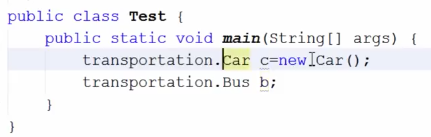 public class Test {
public static void main(String[] args) {
transportation.Car c=new Car();
transportation.Bus b;
}
}